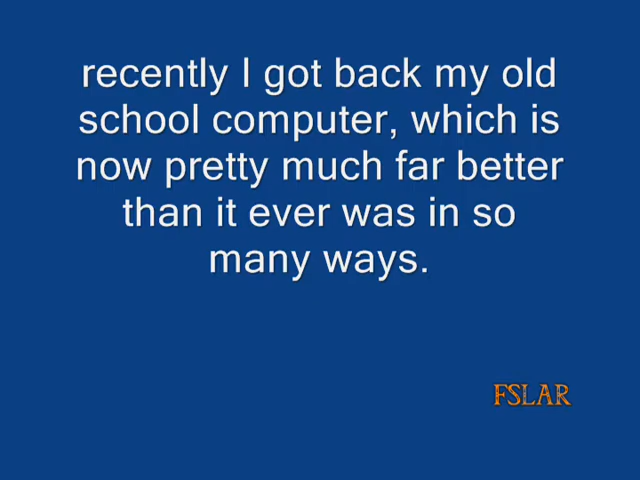 recently I got back my old
school computer, which is
now pretty much far better
than it ever was in so
many ways.
FSLAR